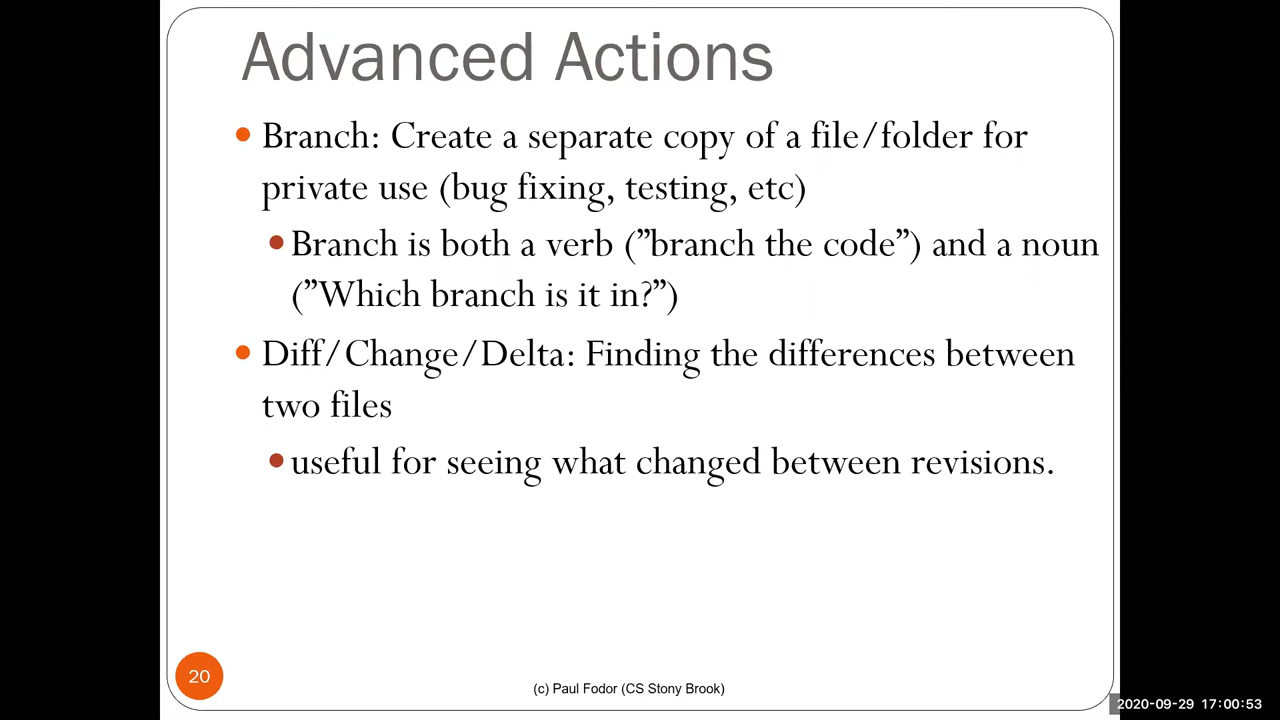 Advanced Actions
Branch: Create a separate copy of a file/folder for
private use (bug fixing, testing, etc)
Branch is both a verb (”branch the code”) and a noun
(”Which branch is it in?”)
Diff/Change/Delta: Finding the differences between
two files
useful for seeing what changed between revisions.
20
(c) Paul Fodor (CS Stony Brook)
2020-09-29 17:00:53